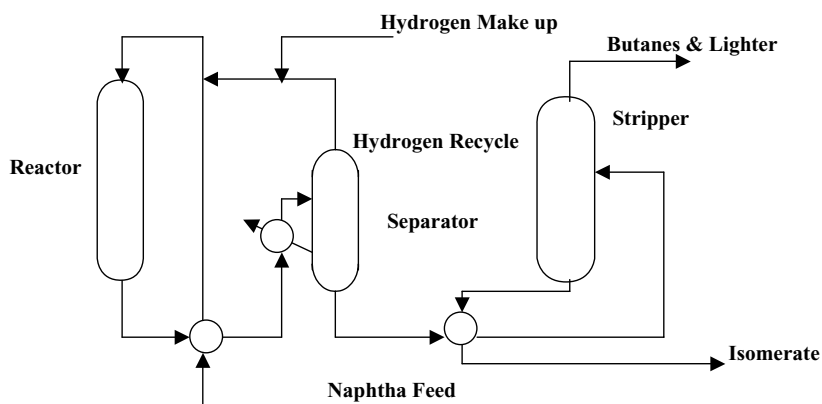 Hydrogen Make up
Butanes & Lighter
Stripper
Hydrogen Recycle
Reactor
Separator
Isomerate
Naphtha Feed